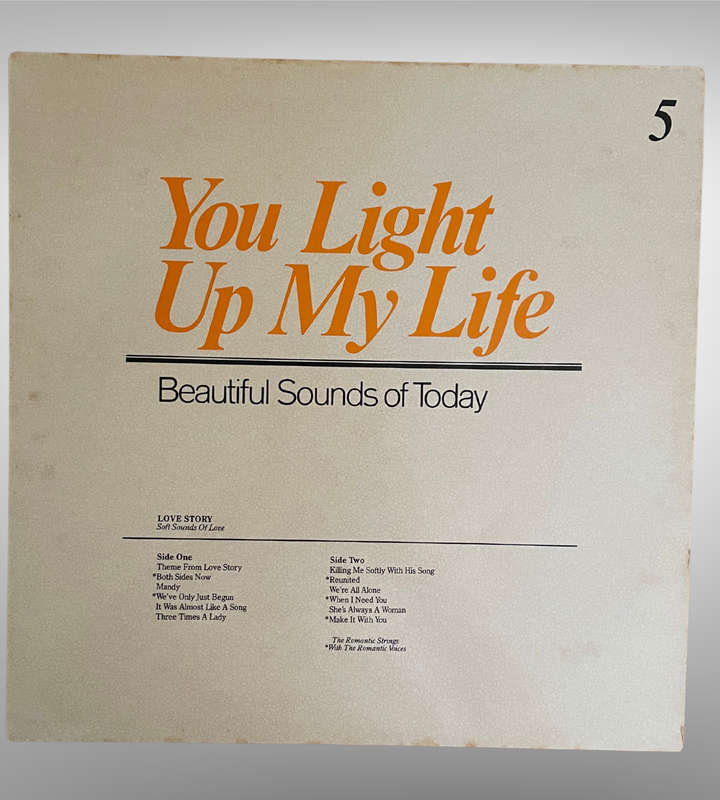 5
You Light
Up My Life
Beautiful Sounds of Today
LOVE STORY
Soft Sounds Of Love
Side One
Theme From Love Story
*Both Sides Now
Mandy
*We've Only Just Begun
It Was Almost Like A Song
Three Times A Lady
Side Two
Killing Me Softly With His Song
*Reunited
We're All Alone
*When I Need You
She's Always A Woman
*Make It With You
The Romantic Strings
*With The Romantic Voices